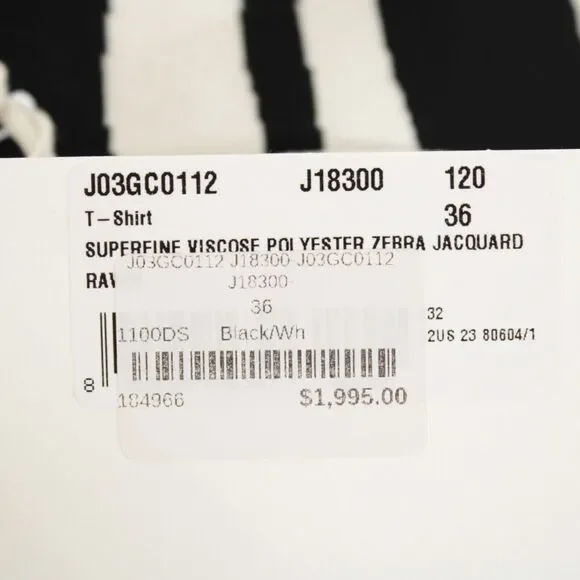 J03GC0112 J18300 120
T-Shirt 36
SUPERFINE VISCOSE POLYESTER ZEBRA JACQUARD
J03GC0112 J18300-J03GC0112
J18300-
36
32
1100DS Black/Wh
2US 23 80604/1
8
184966 $1,995.00